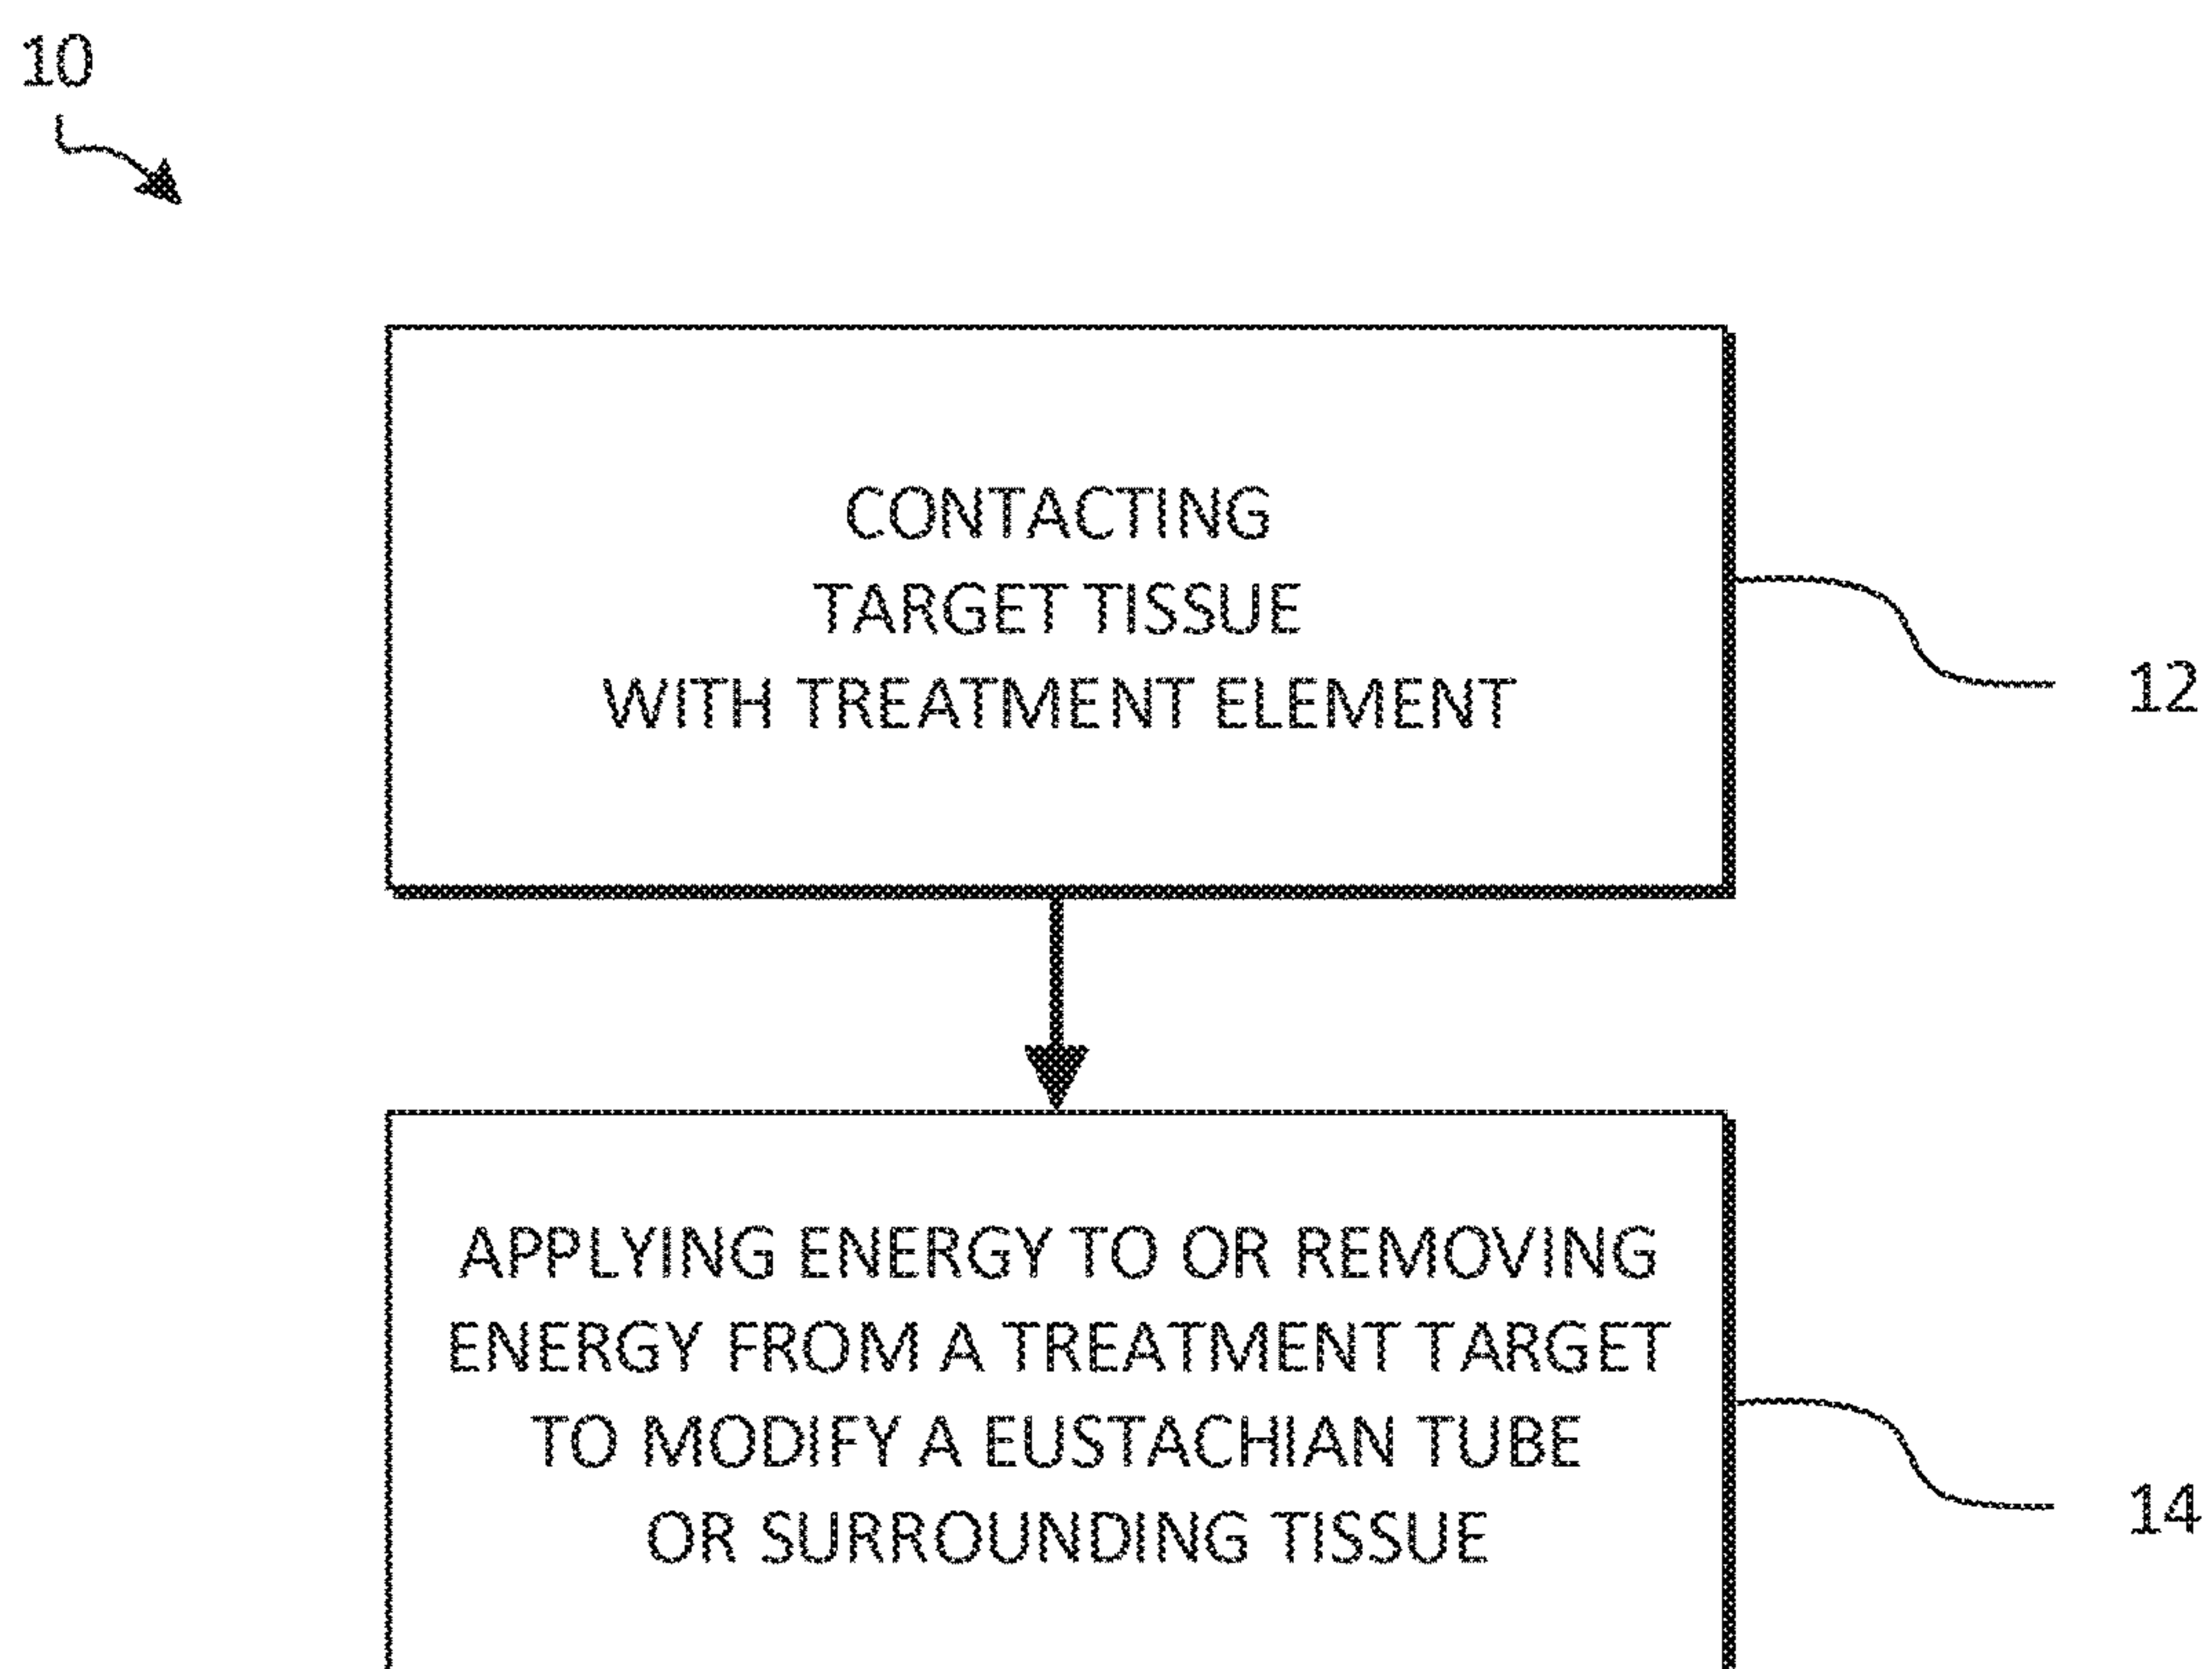 10
CONTACTING
TARGET TISSUE
WITH TREATMENT ELEMENT
12
APPLYING ENERGY TO OR REMOVING
ENERGY FROM A TREATMENT TARGET
TO MODIFY A EUSTACHIAN TUBE
OR SURROUNDING TISSUE
14